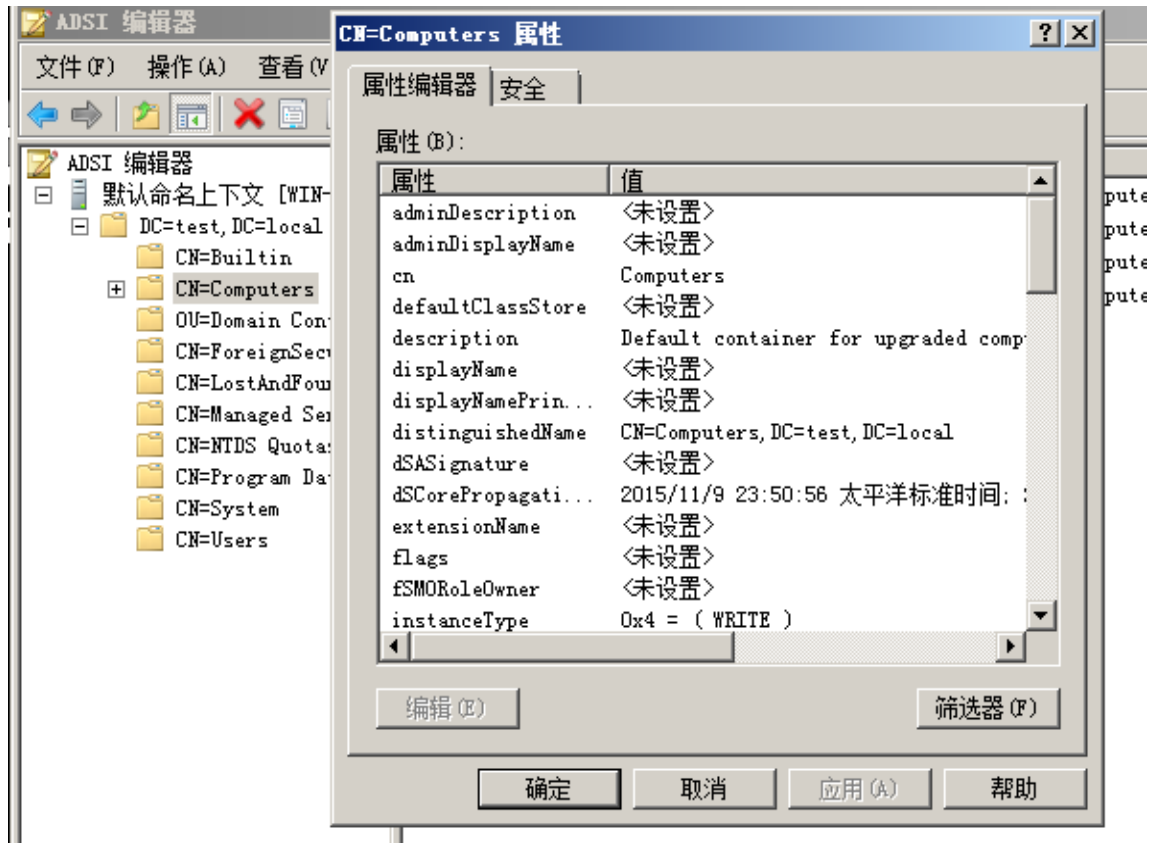 ADSI 编辑器
文件(F) 操作(A) 查看(V
ADSI 编辑器
默认命名上下文 [WIN-
DC=test,DC=local
CN=Builtin
CN=Computers
OU=Domain Con
CN=ForeignSecu
CN=LostAndFoun
CN=Managed Ser
CN=NTDS Quotas
CN=Program Dat
CN=System
CN=Users
CN=Computers 属性
属性编辑器 安全
属性(B):
属性 值
adminDescription <未设置>
adminDisplayName <未设置>
cn Computers
defaultClassStore <未设置>
description Default container for upgraded comp
displayName <未设置>
displayNamePrin... <未设置>
distinguishedName CN=Computers,DC=test,DC=local
dSASignature <未设置>
dSCorePropagati... 2015/11/9 23:50:56 太平洋标准时间;
extensionName <未设置>
flags <未设置>
fSMORoleOwner <未设置>
instanceType 0x4 = ( WRITE )
编辑(E) 筛选器(F)
确定 取消 应用(A) 帮助
pute
pute
pute
pute